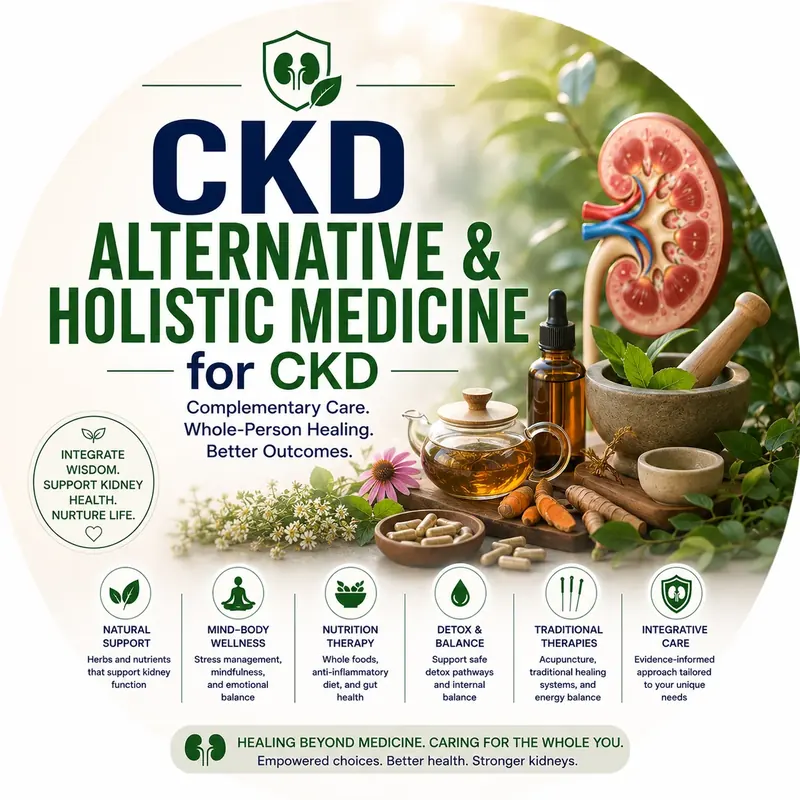 CKD
ALTERNATIVE &
HOLISTIC MEDICINE
for CKD
Complementary Care.
Whole-Person Healing.
Better Outcomes.
INTEGRATE
WISDOM.
SUPPORT KIDNEY
HEALTH.
NURTURE LIFE.
NATURAL
SUPPORT
Herbs and nutrients
that support kidney
function
MIND-BODY
WELLNESS
Stress management,
mindfulness,
and emotional
balance
NUTRITION
THERAPY
Whole foods,
anti-inflammatory
diet, and gut
health
DETOX &
BALANCE
Support safe
detox pathways
and internal
balance
TRADITIONAL
THERAPIES
Acupuncture,
traditional healing
systems, and
energy balance
INTEGRATIVE
CARE
Evidence-informed
approach tailored
to your unique
needs
HEALING BEYOND MEDICINE. CARING FOR THE WHOLE YOU.
Empowered choices. Better health. Stronger kidneys.